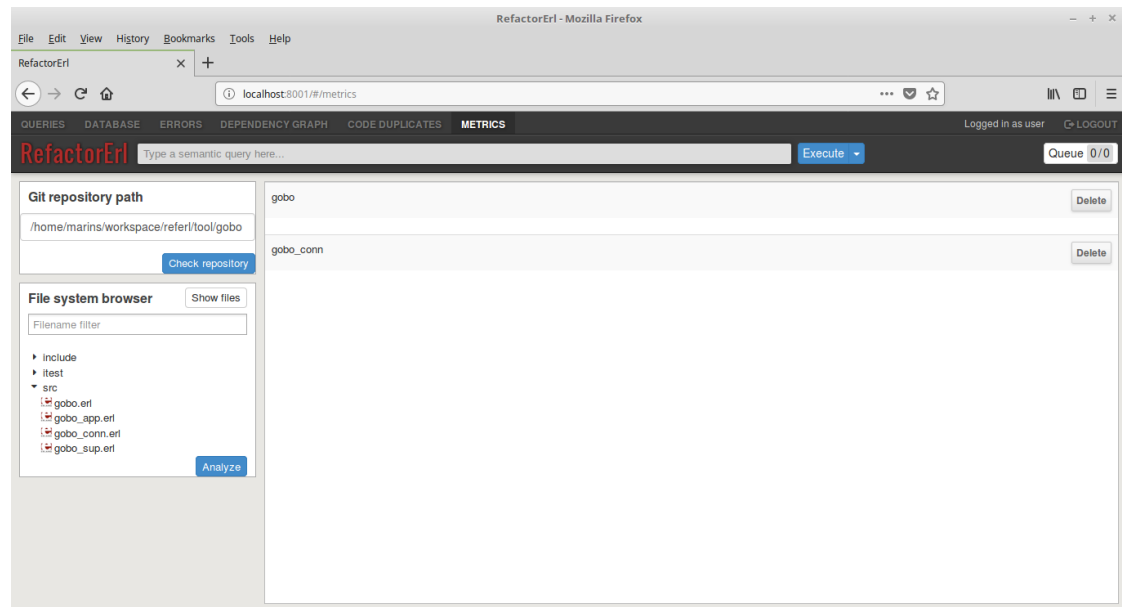 RefactorErl - Mozilla Firefox
File Edit View History Bookmarks Tools Help
RefactorErl
localhost:8001/#/metrics
QUERIES DATABASE ERRORS DEPENDENCY GRAPH CODE DUPLICATES METRICS Logged in as user LOGOUT
RefactorErl Type a semantic query here... Execute Queue 0/0
Git repository path
/home/marins/workspace/referl/tool/gobo
Check repository
File system browser Show files
Filename filter
include
itest
src
gobo.erl
gobo_app.erl
gobo_conn.erl
gobo_sup.erl
Analyze
gobo Delete
gobo_conn Delete